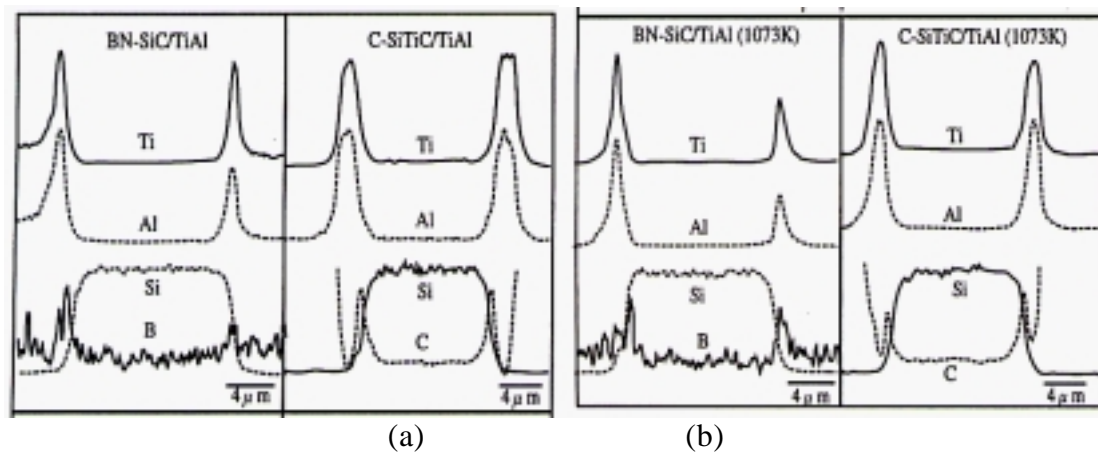 BN-SiC/TiAl
Ti
Al
Si
B
4μm
C-SiTiC/TiAl
Ti
Al
Si
C
4μm
(a)
BN-SiC/TiAl (1073K)
Ti
Al
Si
B
4μm
C-SiTiC/TiAl (1073K)
Ti
Al
Si
C
4μm
(b)